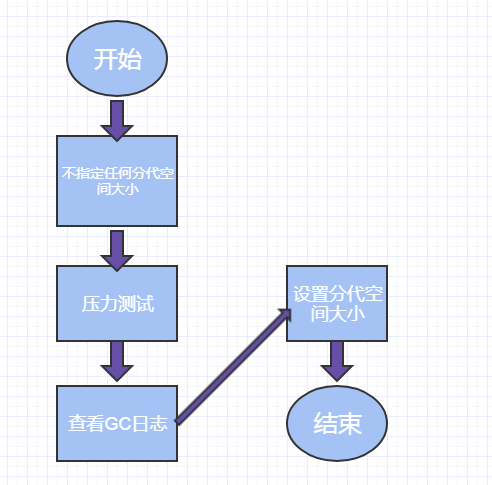 开始
不指定任何分代空
间大小
压力测试
查看GC日志
设置分代空
间大小
结束